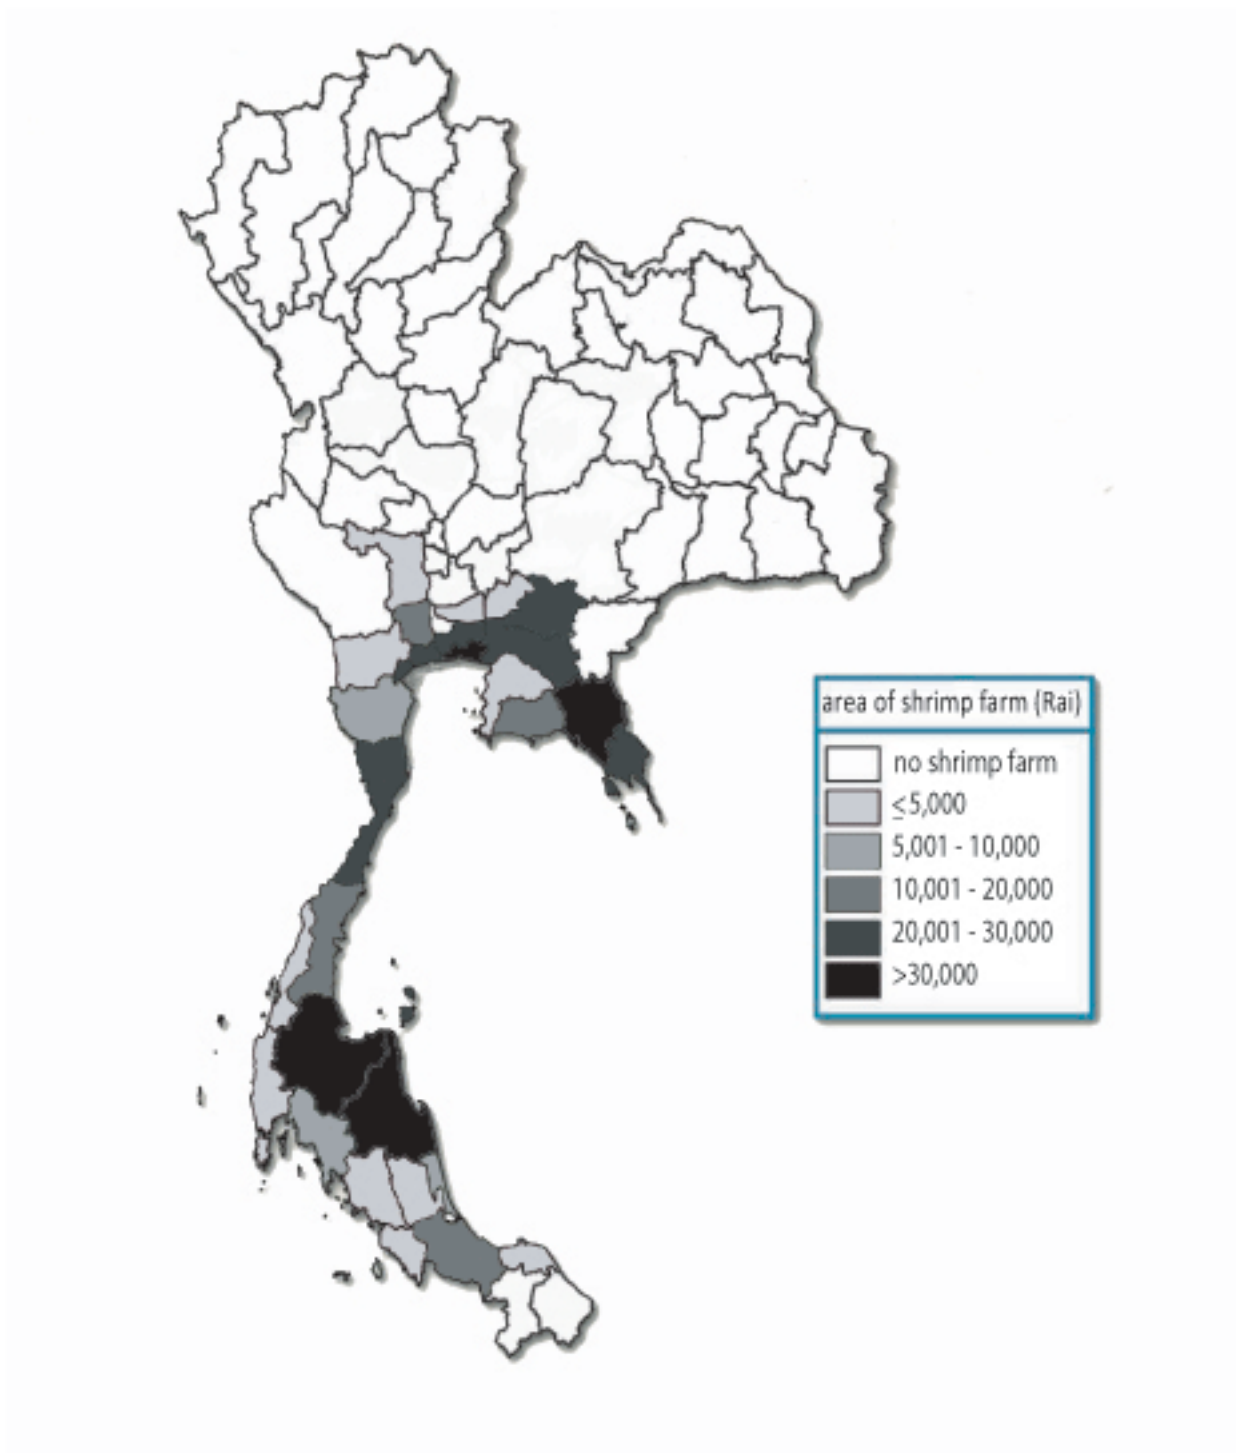 area of shrimp farm (Rai)
no shrimp farm
≤5,000
5,001 - 10,000
10,001 - 20,000
20,001 - 30,000
>30,000